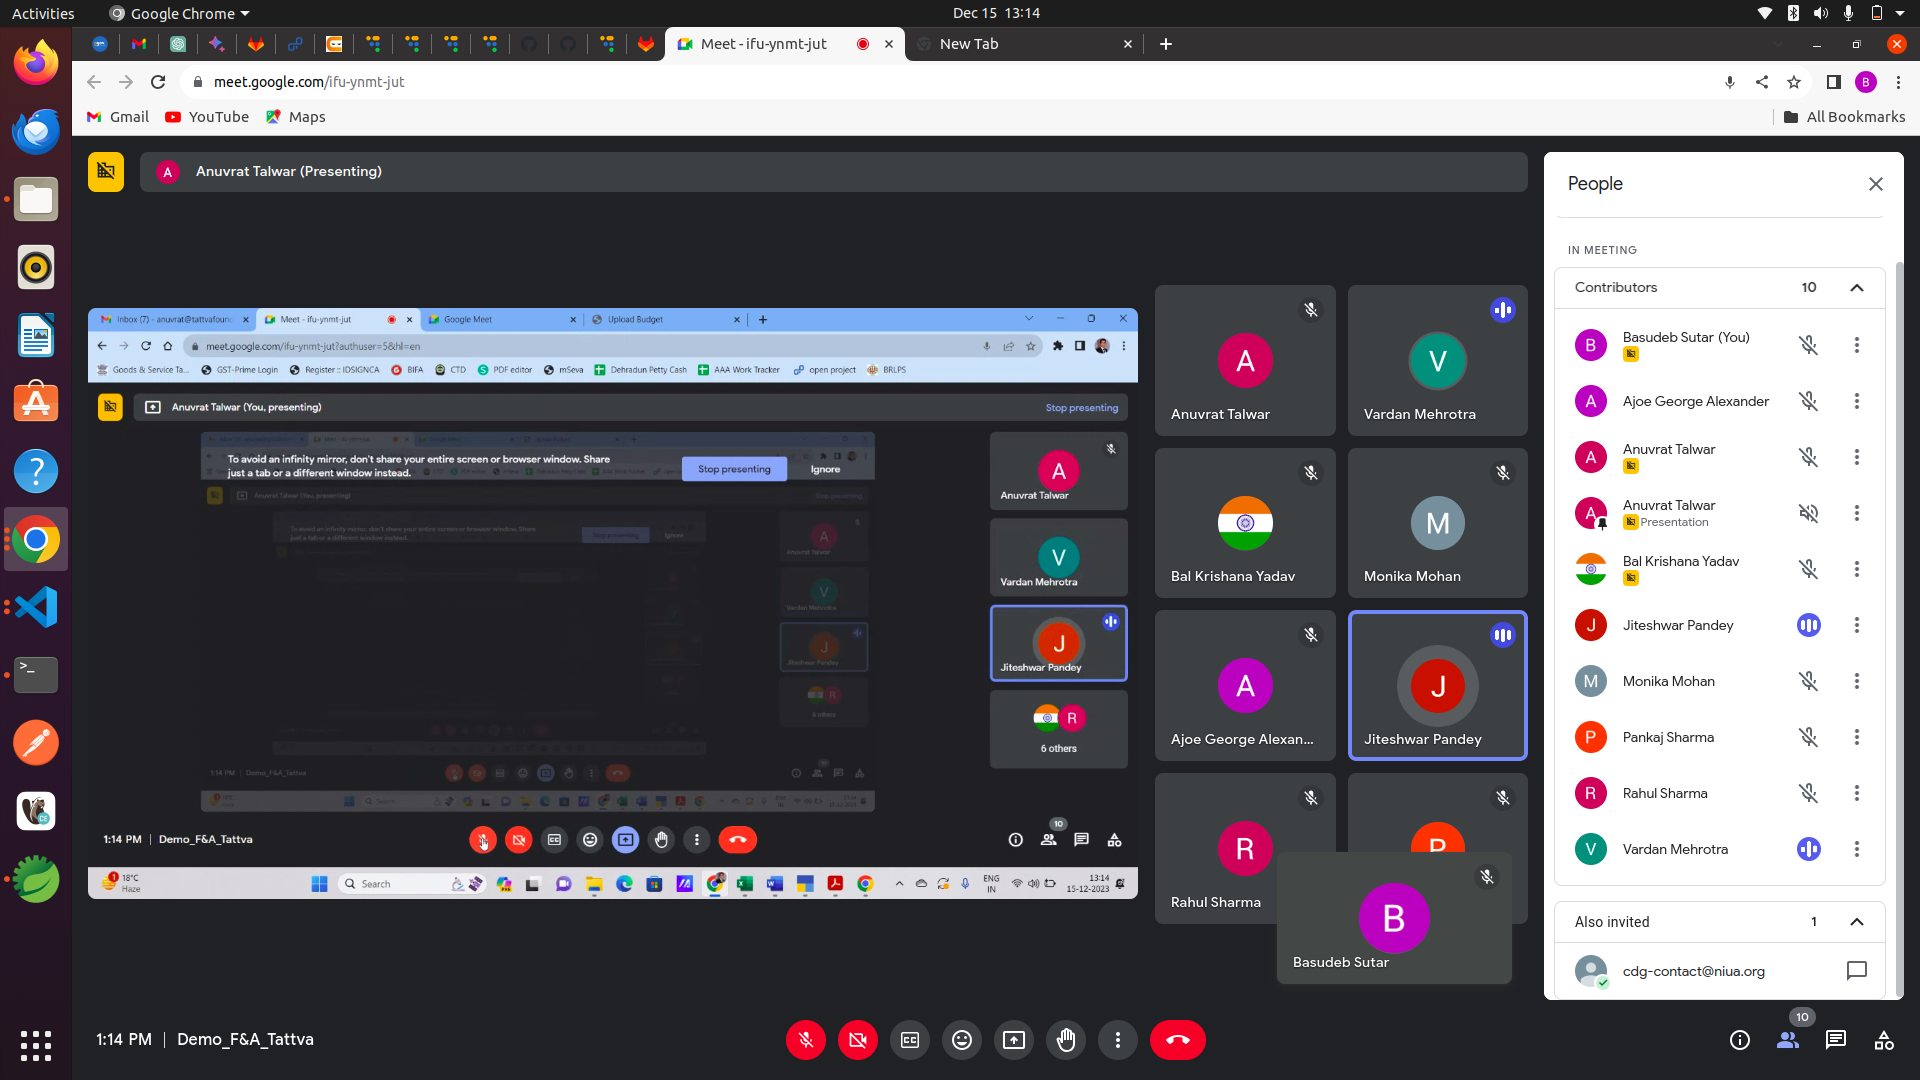 Activities
Google Chrome
Dec 15 13:14
Meet - ifu-ynmt-jut
New Tab
meet.google.com/ifu-ynmt-jut
B
Gmail
YouTube
Maps
All Bookmarks
A
Anuvrat Talwar (Presenting)
Inbox (7) - anuvrat@tattvafoun
Meet - ifu-ynmt-jut
Google Meet
Upload Budget
meet.google.com/ifu-ynmt-jut?authuser=5&hl=en
Goods & Service Ta...
GST-Prime Login
Register :: IDSIGNCA
BIFA
CTD
PDF editor
mSeva
Dehradun Petty Cash
AAA Work Tracker
open project
BRLPS
Anuvrat Talwar (You, presenting)
Stop presenting
To avoid an infinity mirror, don't share your entire screen or browser window. Share
just a tab or a different window instead.
Stop presenting
Ignore
A
Anuvrat Talwar
V
Vardan Mehrotra
J
Jiteshwar Pandey
R
6 others
1:14 PM | Demo_F&A_Tattva
10
1
18°C
Haze
Search
ENG
IN
13:14
15-12-2023
A
Anuvrat Talwar
V
Vardan Mehrotra
Bal Krishana Yadav
M
Monika Mohan
A
Ajoe George Alexan...
J
Jiteshwar Pandey
R
Rahul Sharma
B
Basudeb Sutar
People
IN MEETING
Contributors
10
B
Basudeb Sutar (You)
A
Ajoe George Alexander
A
Anuvrat Talwar
A
Anuvrat Talwar
Presentation
Bal Krishana Yadav
J
Jiteshwar Pandey
M
Monika Mohan
P
Pankaj Sharma
R
Rahul Sharma
V
Vardan Mehrotra
Also invited
1
cdg-contact@niua.org
1:14 PM | Demo_F&A_Tattva
10